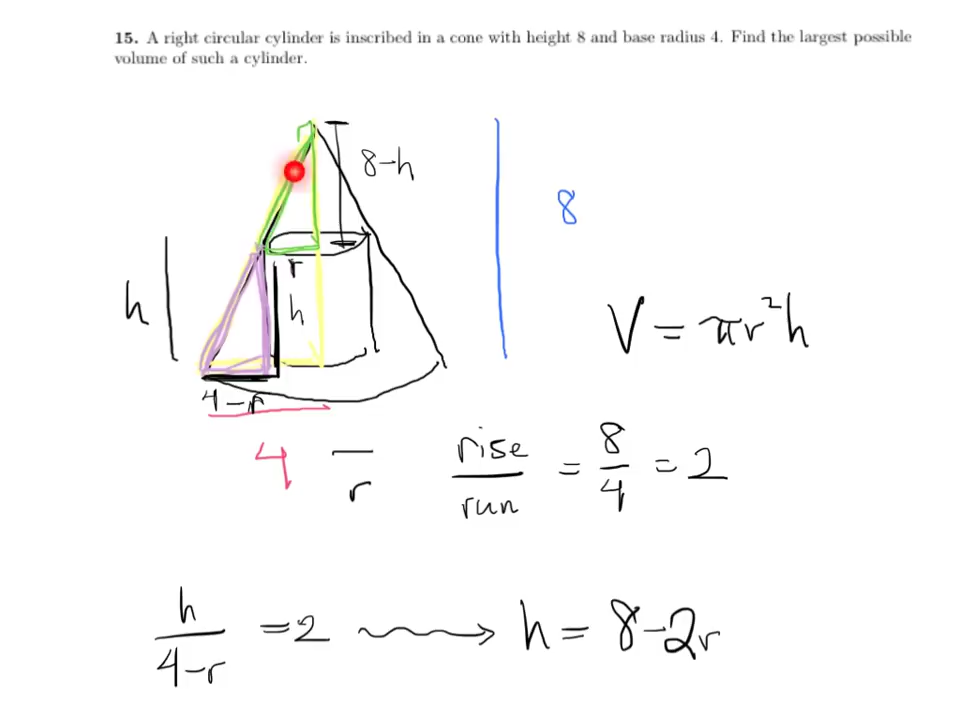 15. A right circular cylinder is inscribed in a cone with height 8 and base radius 4. Find the largest possible
volume of such a cylinder.
8-h
8
h
r
h
V = πr²h
4-r
4
r
rise/run = 8/4 = 2
h/(4-r) = 2 → h = 8-2r